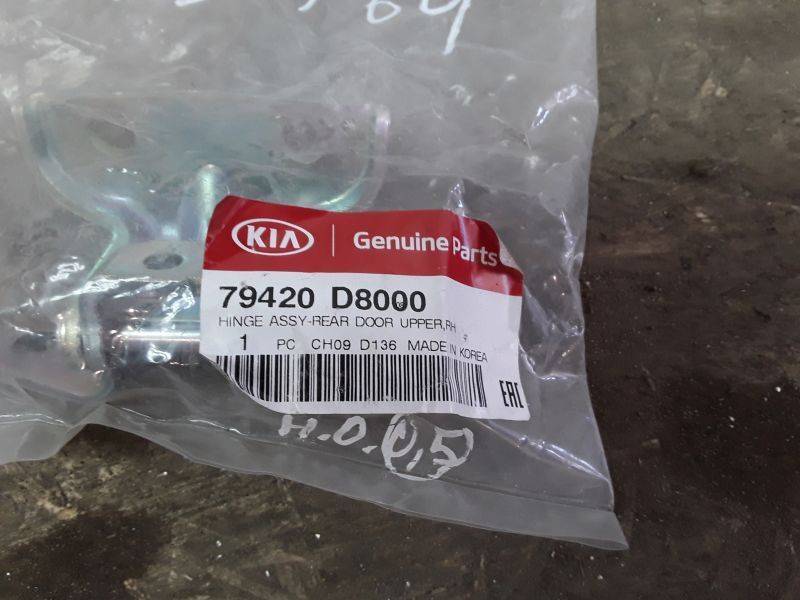 64
KIA Genuine Parts
79420 D8000
HINGE ASSY-REAR DOOR UPPER,RH
1 PC CH09 D136 MADE IN KOREA
EAC